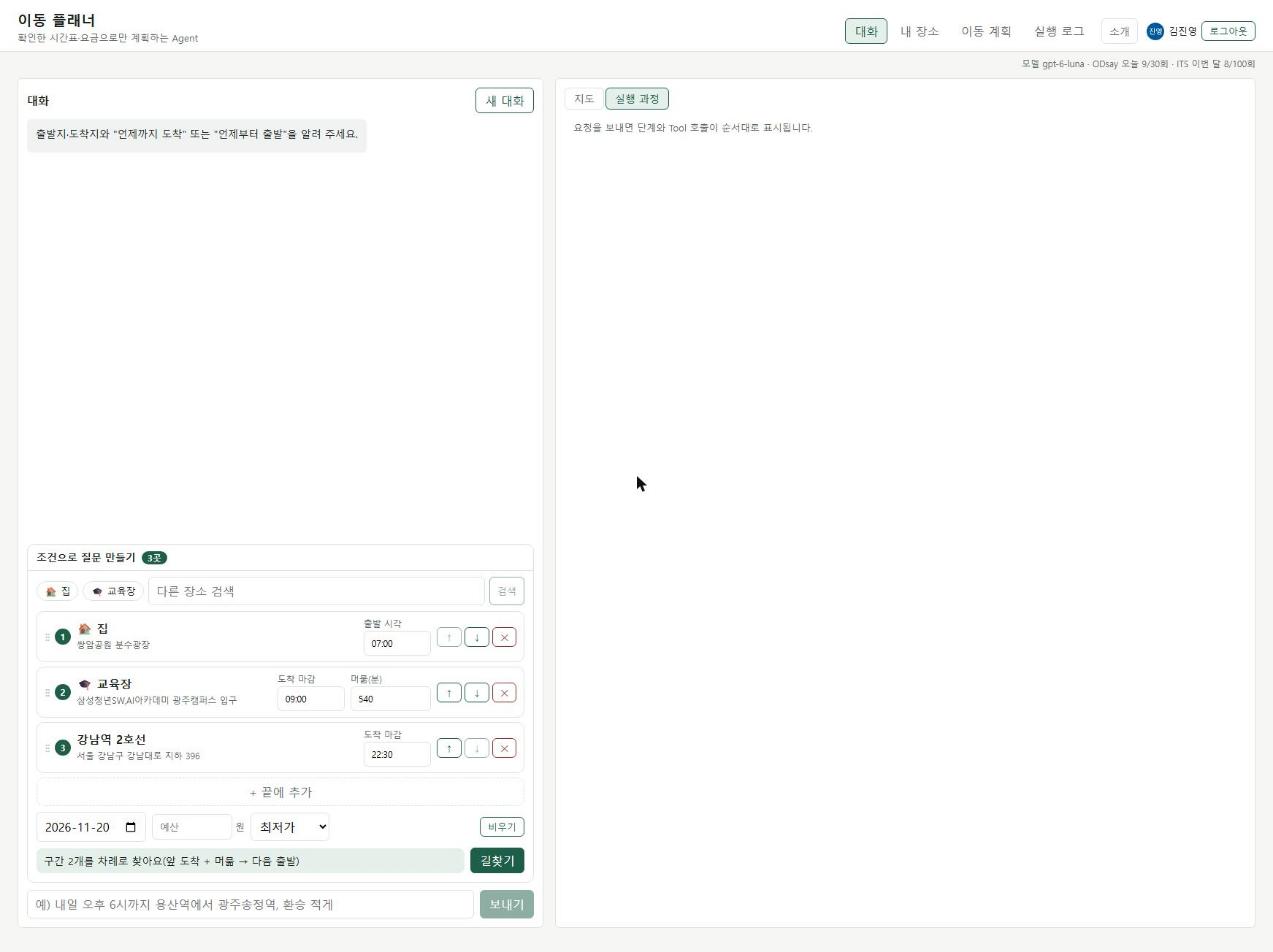 이동 플래너
확인한 시간표·요금으로만 계획하는 Agent
대화
내 장소
이동 계획
실행 로그
소개
진영
김진영
로그아웃
모델 gpt-6-luna · ODsay 오늘 9/30회 · ITS 이번 달 8/100회
대화
새 대화
출발지·도착지와 "언제까지 도착" 또는 "언제부터 출발"을 알려 주세요.
지도
실행 과정
요청을 보내면 단계와 Tool 호출이 순서대로 표시됩니다.
조건으로 질문 만들기 3곳
집
교육장
다른 장소 검색
검색
1
집
쌍암공원 분수광장
출발 시각
07:00
↑ ↓ ×
2
교육장
삼성청년SW,AI아카데미 광주캠퍼스 입구
도착 마감
09:00
머묾(분)
540
↑ ↓ ×
3
강남역 2호선
서울 강남구 강남대로 지하 396
도착 마감
22:30
↑ ↓ ×
+ 끝에 추가
2026-11-20
예산
원
최저가
비우기
구간 2개를 차례로 찾아요(앞 도착 + 머묾 → 다음 출발)
길찾기
예) 내일 오후 6시까지 용산역에서 광주송정역, 환승 적게
보내기